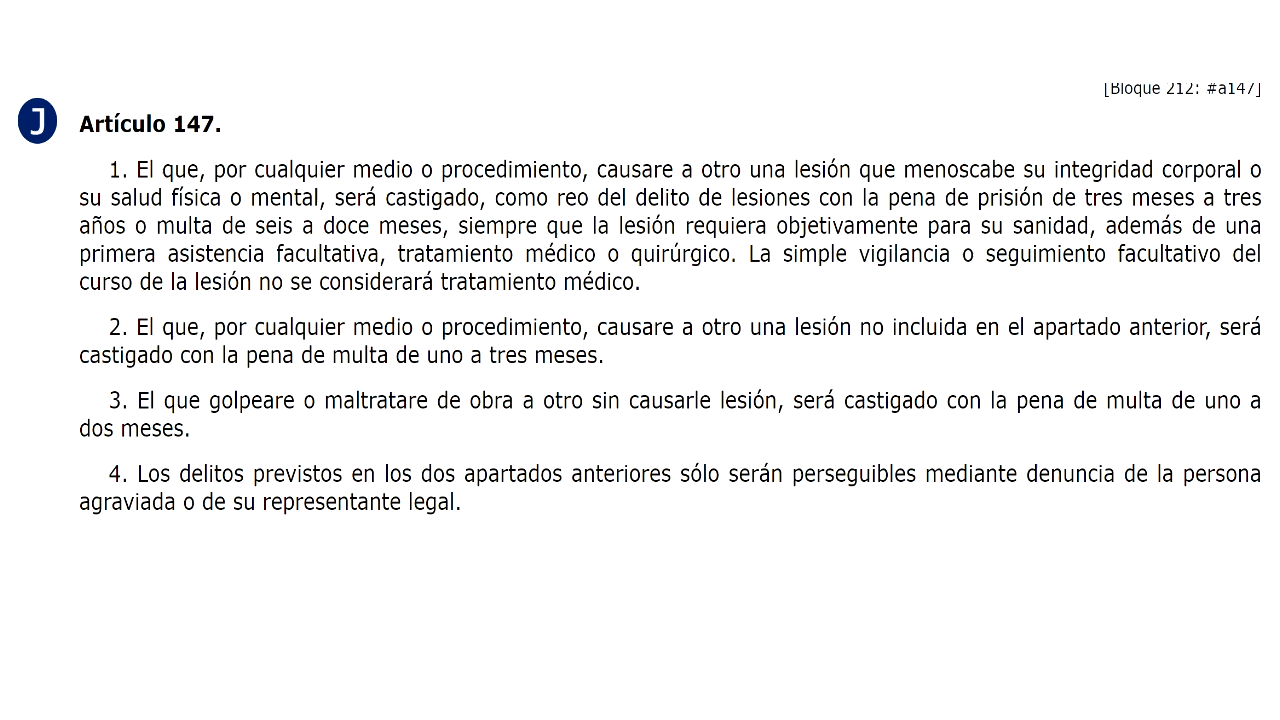 [Bloque 212: #a147]
J
Artículo 147.
1. El que, por cualquier medio o procedimiento, causare a otro una lesión que menoscabe su integridad corporal o
su salud física o mental, será castigado, como reo del delito de lesiones con la pena de prisión de tres meses a tres
años o multa de seis a doce meses, siempre que la lesión requiera objetivamente para su sanidad, además de una
primera asistencia facultativa, tratamiento médico o quirúrgico. La simple vigilancia o seguimiento facultativo del
curso de la lesión no se considerará tratamiento médico.
2. El que, por cualquier medio o procedimiento, causare a otro una lesión no incluida en el apartado anterior, será
castigado con la pena de multa de uno a tres meses.
3. El que golpeare o maltratare de obra a otro sin causarle lesión, será castigado con la pena de multa de uno a
dos meses.
4. Los delitos previstos en los dos apartados anteriores sólo serán perseguibles mediante denuncia de la persona
agraviada o de su representante legal.